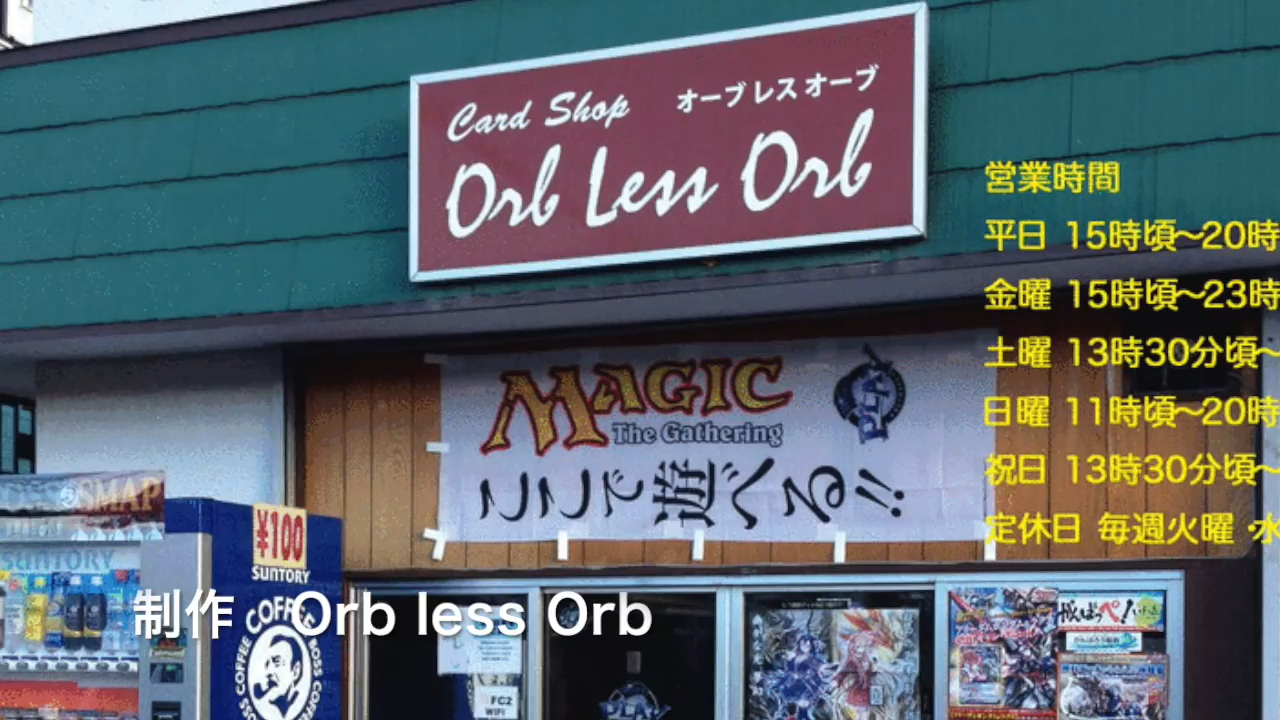 Card Shop オーブレスオーブ
Orb Less Orb
営業時間
平日 15時頃〜20時
金曜 15時頃〜23時
土曜 13時30分頃〜
日曜 11時頃〜20時
祝日 13時30分頃〜
定休日 毎週火曜・水
MAGIC
The Gathering
PLAY
ここで遊べる!!
SMAP
SUNTORY
¥100
SUNTORY
制作 Orb less Orb
COFFEE BOSS
FC2
WiFi
PLAY